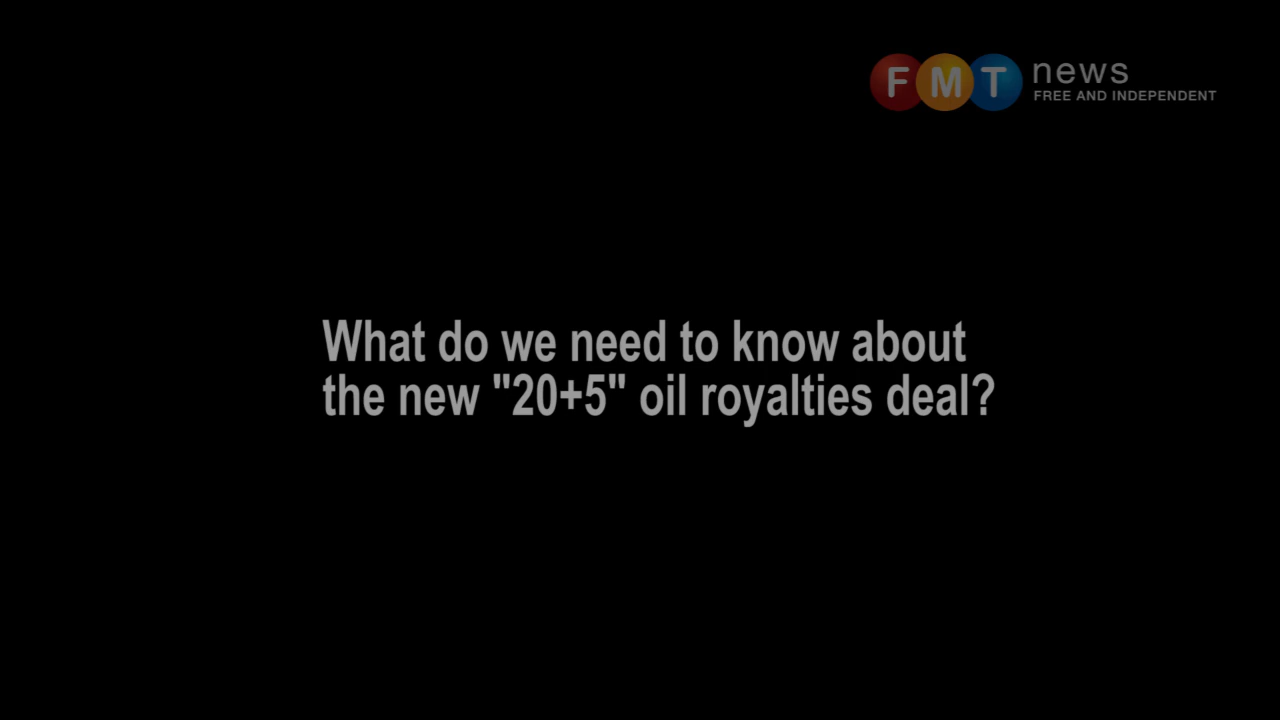 FMT news
FREE AND INDEPENDENT
What do we need to know about
the new "20+5" oil royalties deal?